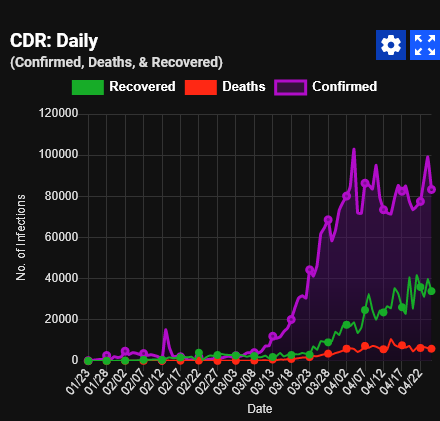 CDR: Daily
(Confirmed, Deaths, & Recovered)
Recovered Deaths Confirmed
120000
100000
80000
60000
40000
20000
0
No. of Infections
01/23 01/28 02/02 02/07 02/12 02/17 02/22 02/27 03/03 03/08 03/13 03/18 03/23 03/28 04/02 04/07 04/12 04/17 04/22
Date